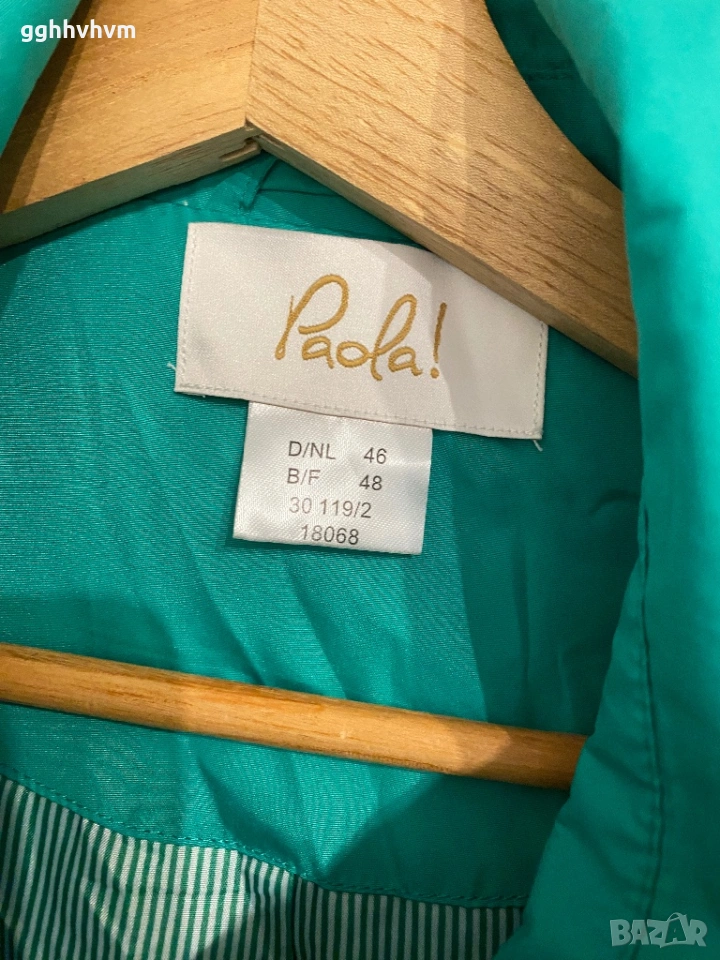 gghhvhvm
Paola!
D/NL 46
B/F 48
30 119/2
18068
BAZAR